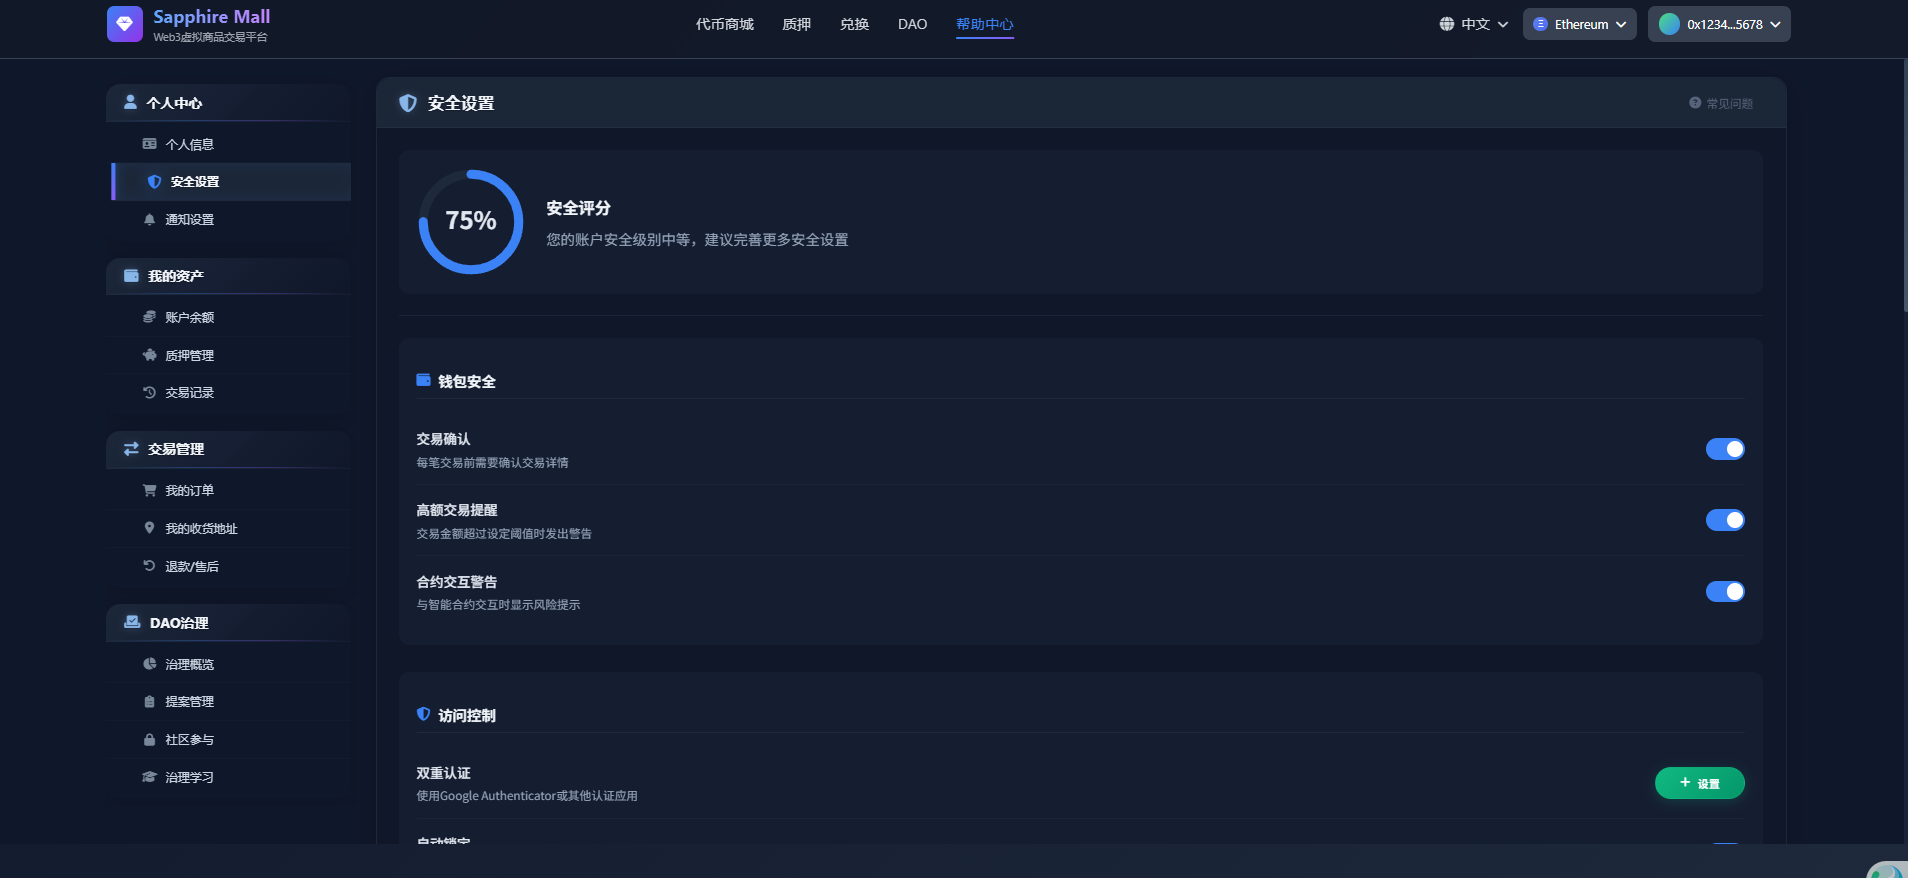 Sapphire Mall
Web3虚拟商品交易平台
代币商城
质押
兑换
DAO
帮助中心
中文
Ethereum
0x1234...5678
个人中心
个人信息
安全设置
通知设置
我的资产
账户余额
质押管理
交易记录
交易管理
我的订单
我的收货地址
退款/售后
DAO治理
治理概览
提案管理
社区参与
治理学习
安全设置
常见问题
75%
安全评分
您的账户安全级别中等，建议完善更多安全设置
钱包安全
交易确认
每笔交易前需要确认交易详情
高额交易提醒
交易金额超过设定阈值时发出警告
合约交互警告
与智能合约交互时显示风险提示
访问控制
双重认证
使用Google Authenticator或其他认证应用
设置
自动锁定